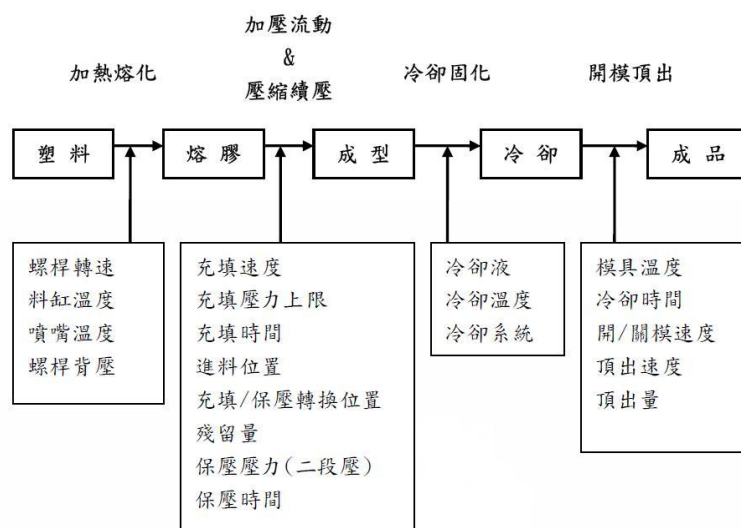 加熱熔化
加壓流動
&
壓縮續壓
冷卻固化
開模頂出
塑 料
熔 膠
成 型
冷 卻
成 品
螺桿轉速
料缸溫度
噴嘴溫度
螺桿背壓
充填速度
充填壓力上限
充填時間
進料位置
充填/保壓轉換位置
殘留量
保壓壓力(二段壓)
保壓時間
冷卻液
冷卻溫度
冷卻系統
模具溫度
冷卻時間
開/關模速度
頂出速度
頂出量